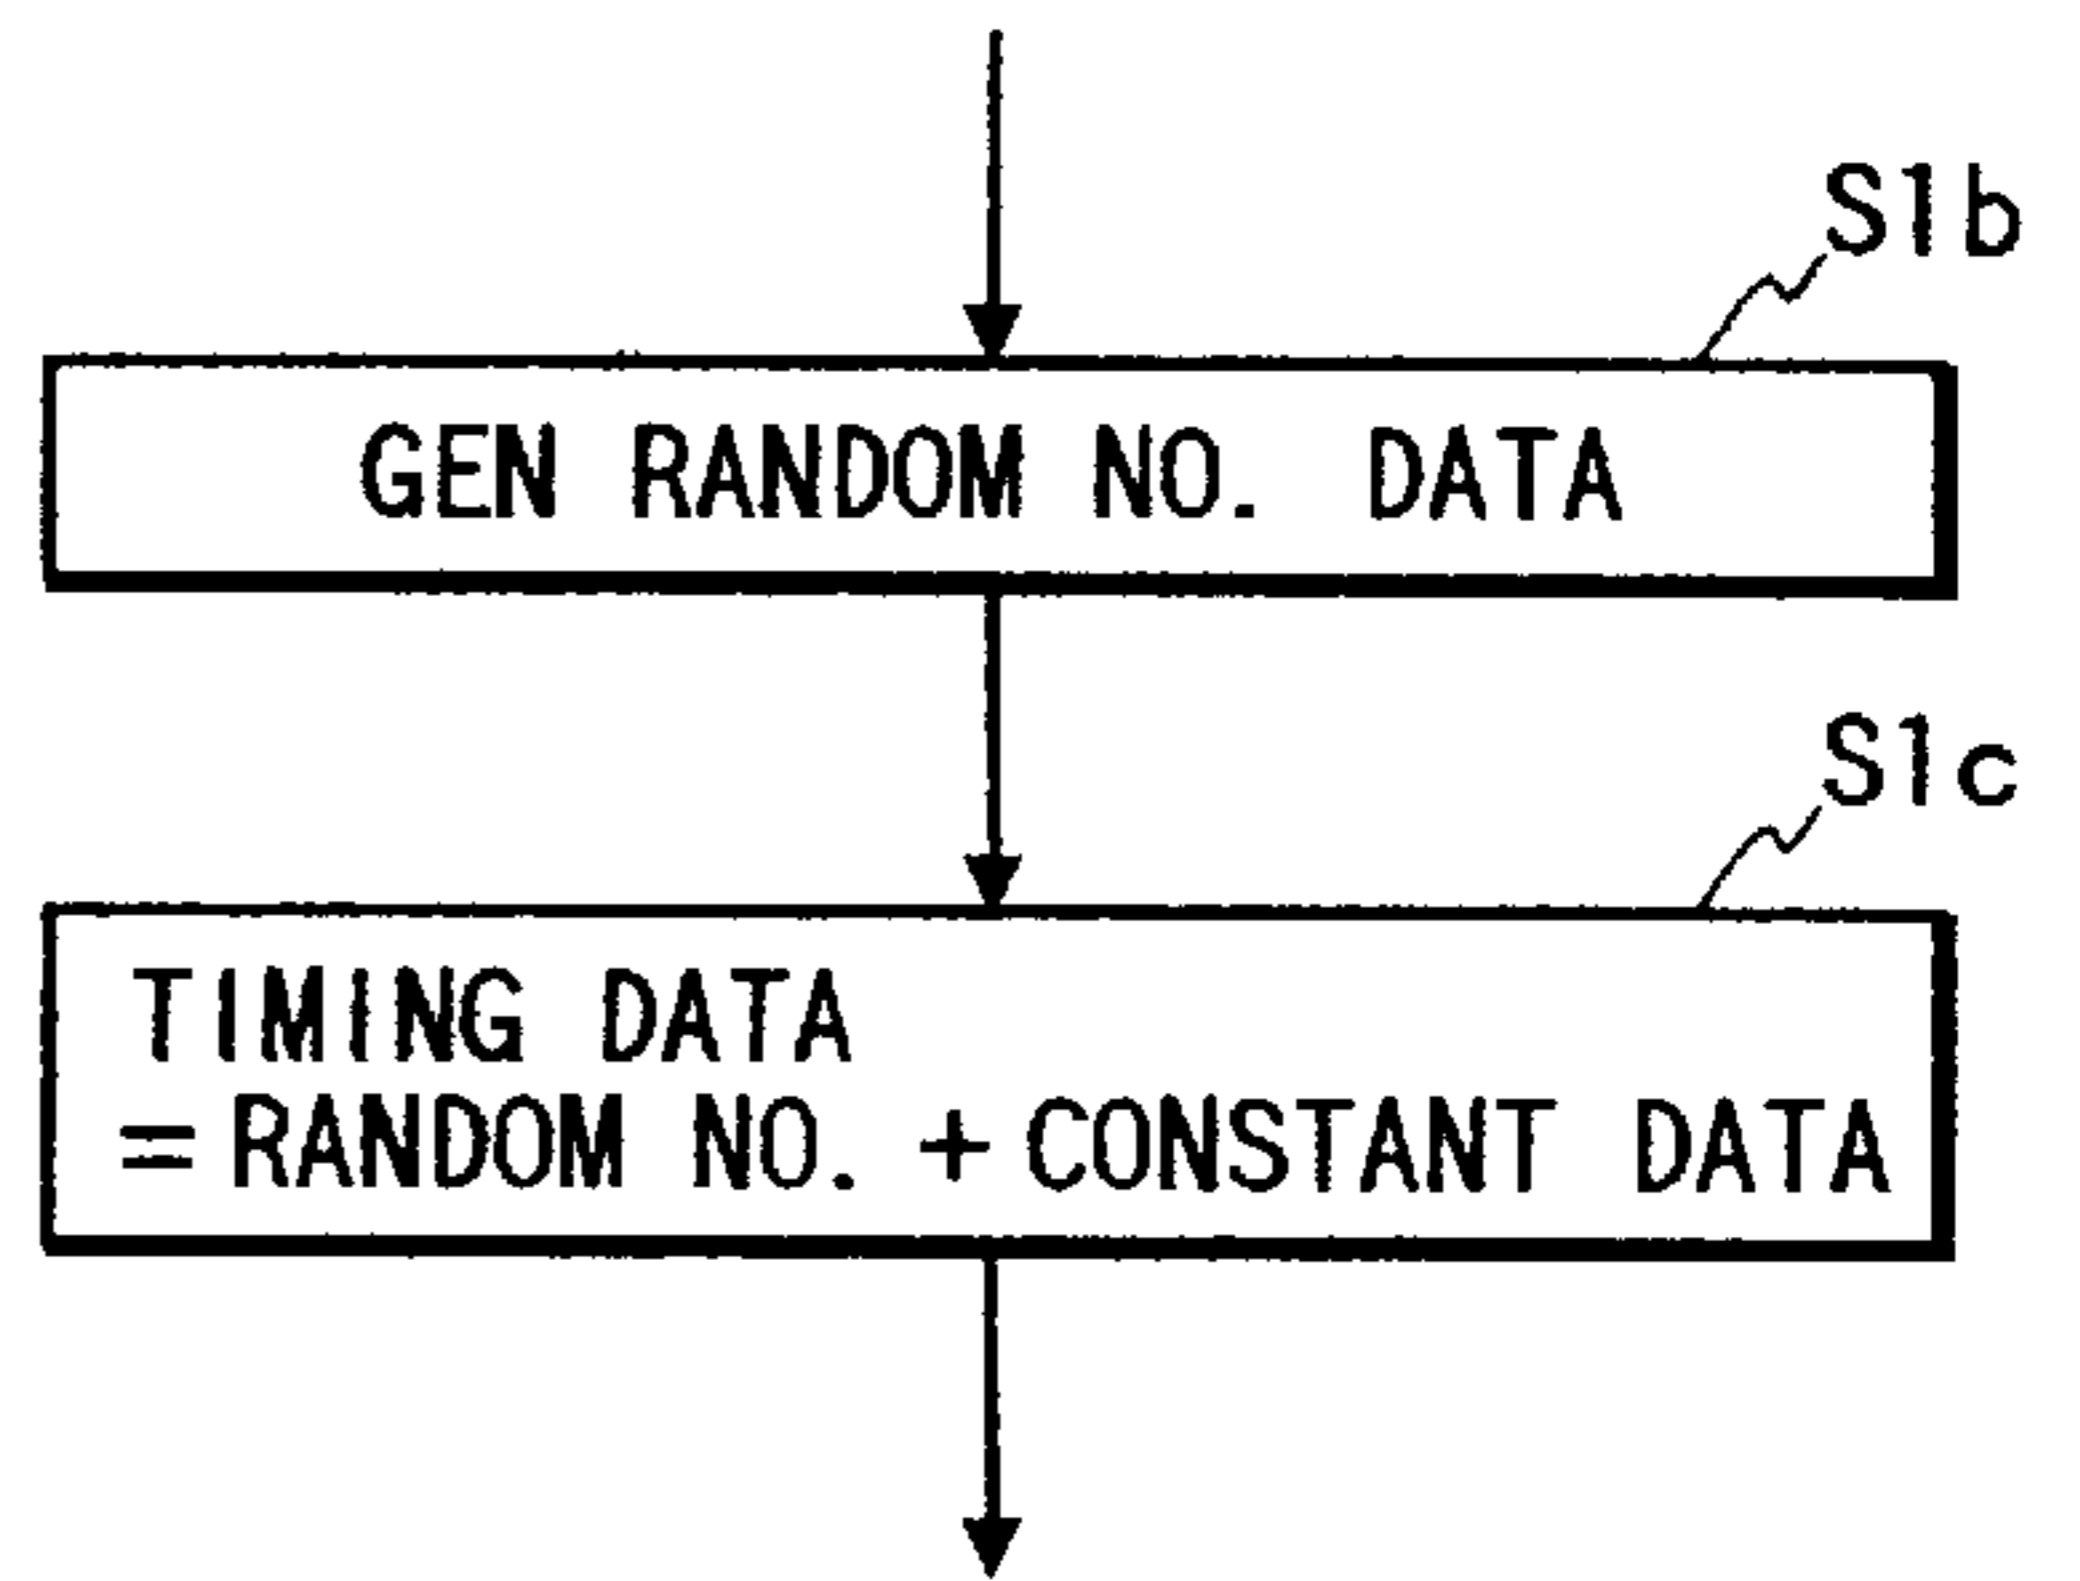 S1b
GEN RANDOM NO. DATA
S1c
TIMING DATA
= RANDOM NO. + CONSTANT DATA